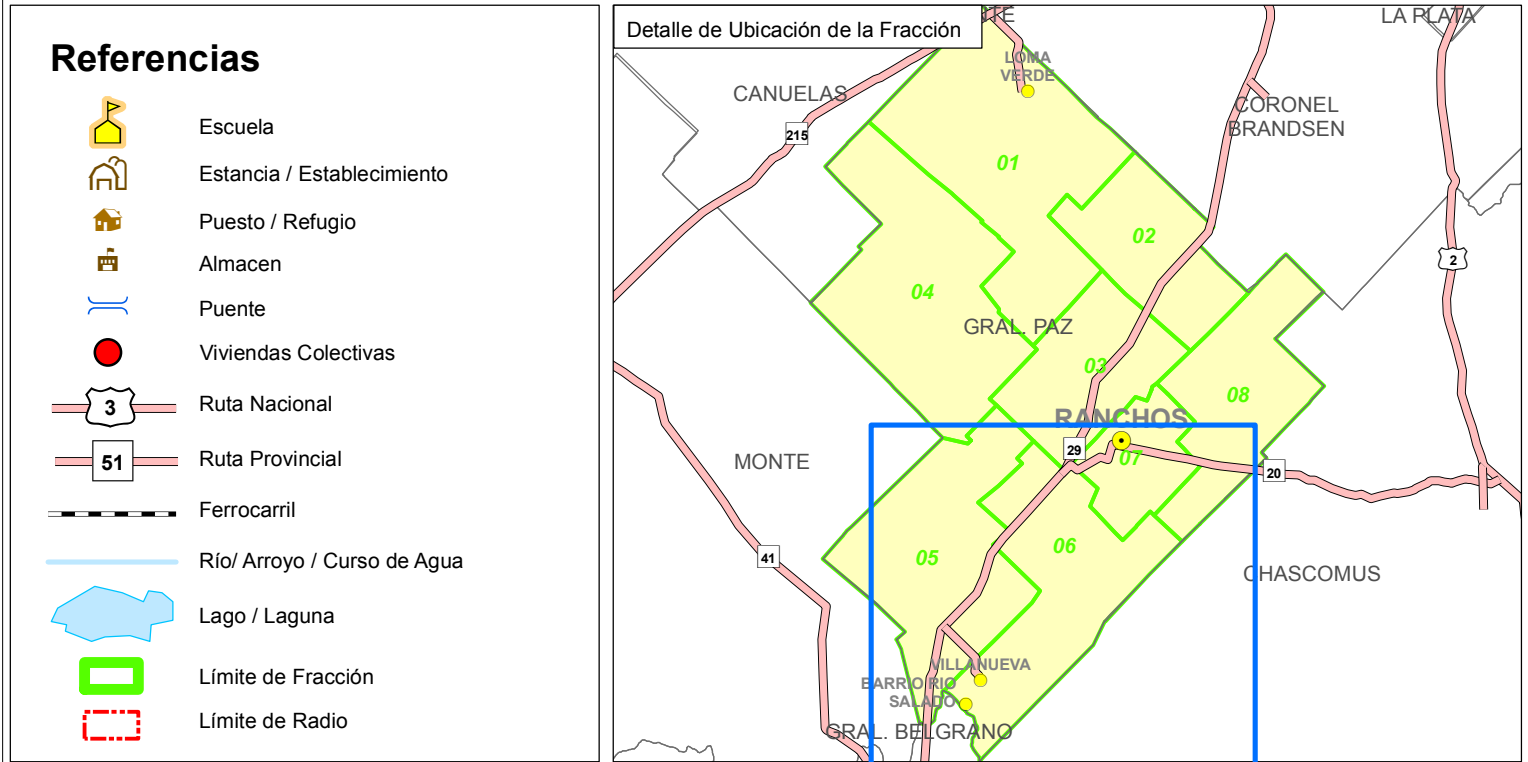 Referencias
Escuela
Estancia / Establecimiento
Puesto / Refugio
Almacen
Puente
Viviendas Colectivas
3
Ruta Nacional
51
Ruta Provincial
Ferrocarril
Río/ Arroyo / Curso de Agua
Lago / Laguna
Límite de Fracción
Límite de Radio
Detalle de Ubicación de la Fracción
LA PLATA
LOMA
VERDE
CANUELAS
CORONEL
BRANDSEN
215
01
02
2
04
GRAL. PAZ
03
08
RANCHOS
29
07
20
MONTE
41
05
06
CHASCOMUS
VILLANUEVA
BARRIO RIO
SALADO
GRAL. BELGRANO